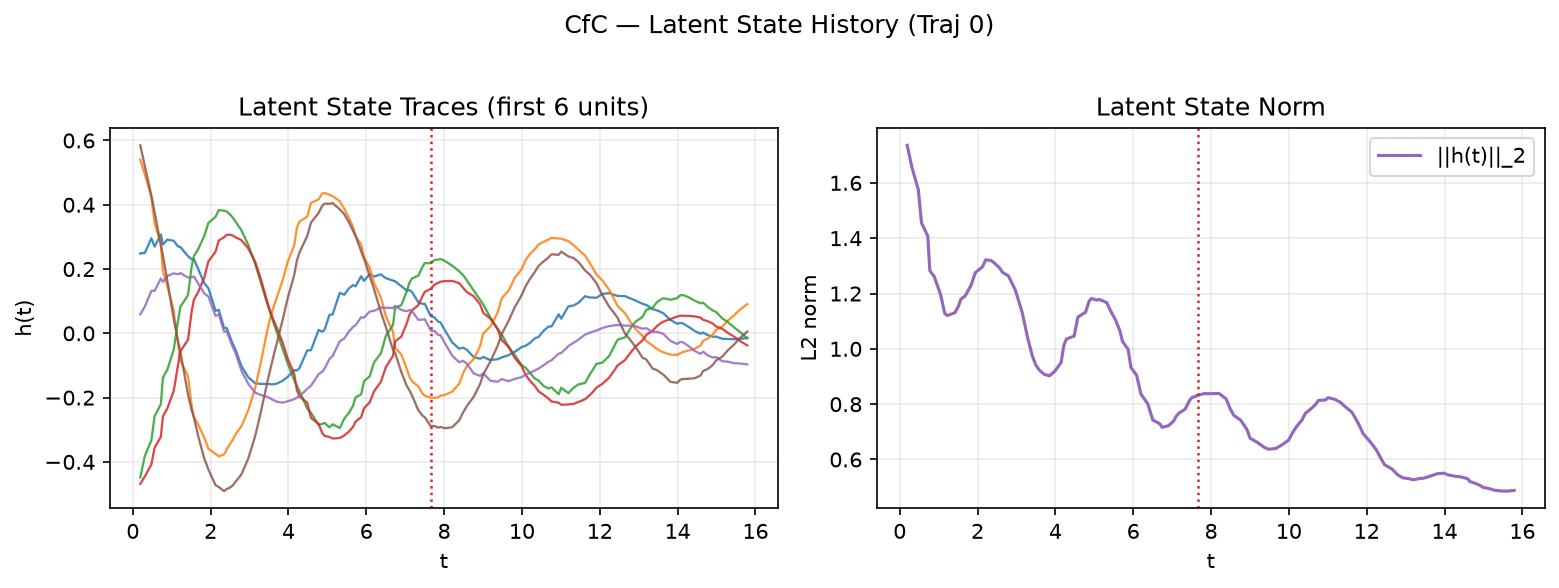 CfC — Latent State History (Traj 0)
Latent State Traces (first 6 units)
0.6
0.4
0.2
0.0
−0.2
−0.4
h(t)
0 2 4 6 8 10 12 14 16
t
Latent State Norm
||h(t)||_2
1.6
1.4
1.2
1.0
0.8
0.6
L2 norm
0 2 4 6 8 10 12 14 16
t